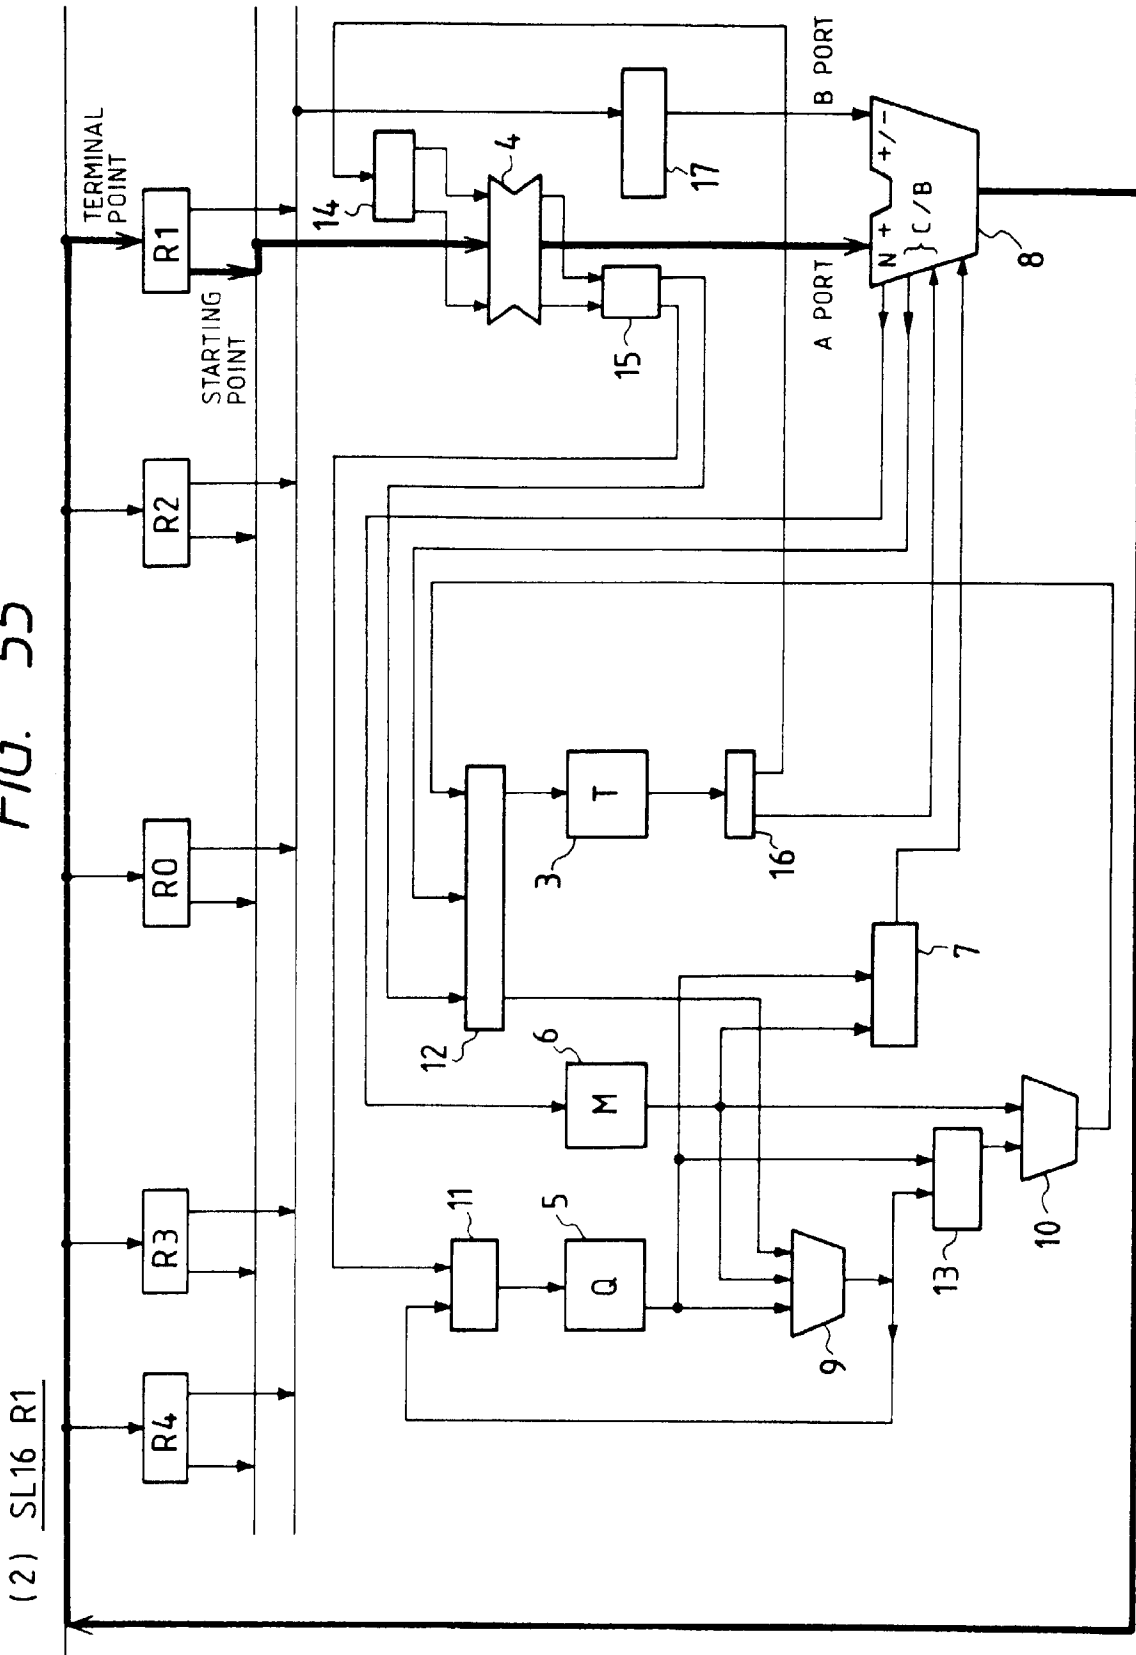 FIG. 55
(2) SL16 R1
TERMINAL
POINT
R4
R3
R0
R2
R1
STARTING
POINT
14
4
11
12
15
17
5
6
3
Q
M
T
16
A PORT
B PORT
9
7
13
10
N + +/-
} C/B
8